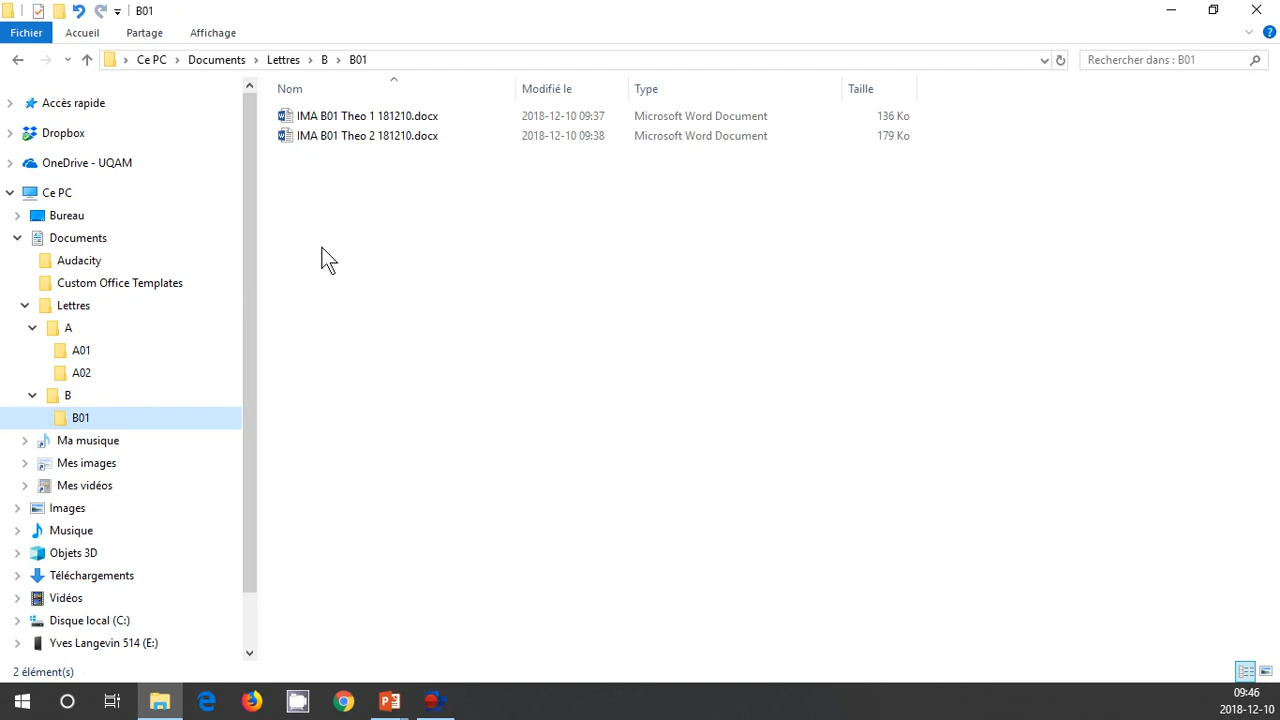 B01
Fichier Accueil Partage Affichage
Ce PC Documents Lettres B B01
Rechercher dans : B01
Nom Modifié le Type Taille
IMA B01 Theo 1 181210.docx 2018-12-10 09:37 Microsoft Word Document 136 Ko
IMA B01 Theo 2 181210.docx 2018-12-10 09:38 Microsoft Word Document 179 Ko
Accès rapide
Dropbox
OneDrive - UQAM
Ce PC
Bureau
Documents
Audacity
Custom Office Templates
Lettres
A
A01
A02
B
B01
Ma musique
Mes images
Mes vidéos
Images
Musique
Objets 3D
Téléchargements
Vidéos
Disque local (C:)
Yves Langevin 514 (E:)
2 élément(s)
09:46
2018-12-10